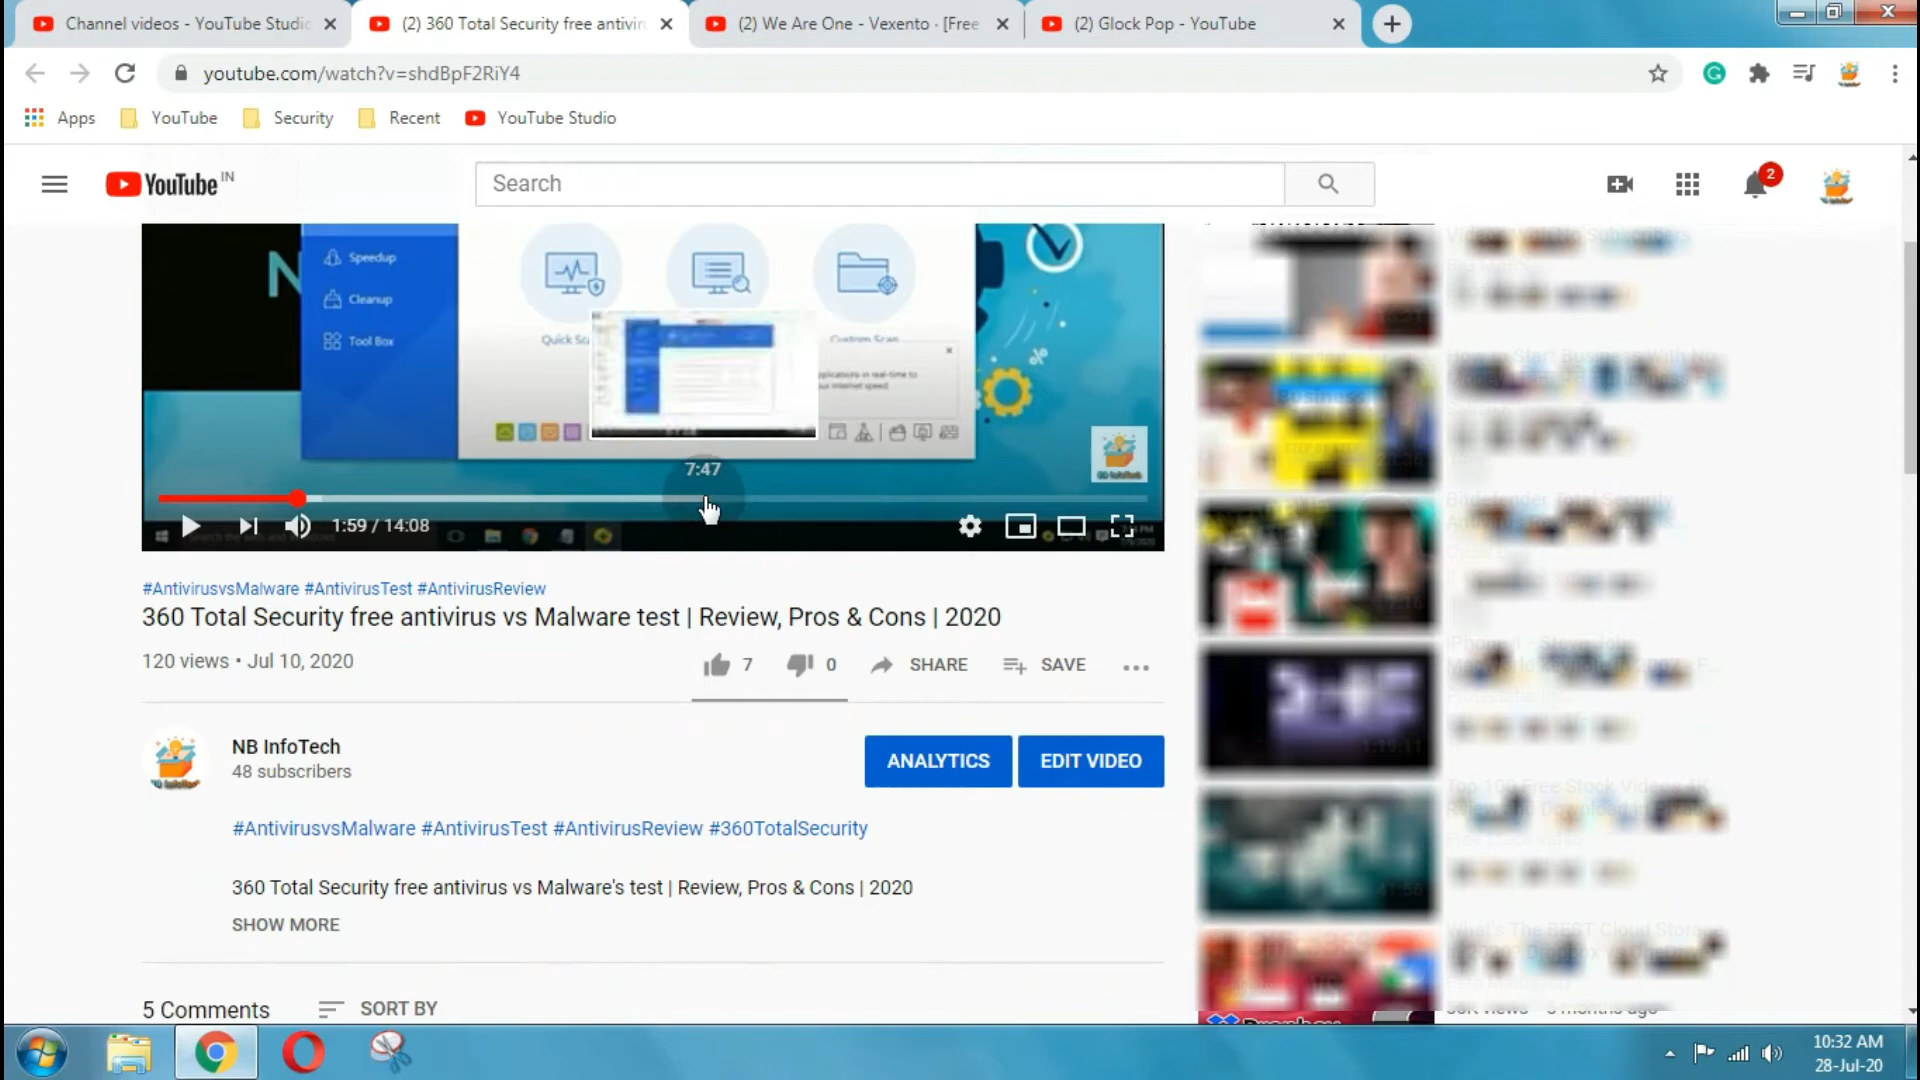 Channel videos - YouTube Studio
(2) 360 Total Security free antivir
(2) We Are One - Vexento - [Free
(2) Glock Pop - YouTube
youtube.com/watch?v=shdBpF2RiY4
Apps
YouTube
Security
Recent
YouTube Studio
YouTube IN
Search
2
Speedup
Cleanup
Tool Box
Quick Sc
Custom Scan
7:47
1:59 / 14:08
#AntivirusvsMalware #AntivirusTest #AntivirusReview
360 Total Security free antivirus vs Malware test | Review, Pros & Cons | 2020
120 views • Jul 10, 2020
7
0
SHARE
SAVE
NB InfoTech
48 subscribers
ANALYTICS
EDIT VIDEO
#AntivirusvsMalware #AntivirusTest #AntivirusReview #360TotalSecurity
360 Total Security free antivirus vs Malware's test | Review, Pros & Cons | 2020
SHOW MORE
5 Comments
SORT BY
10:32 AM
28-Jul-20